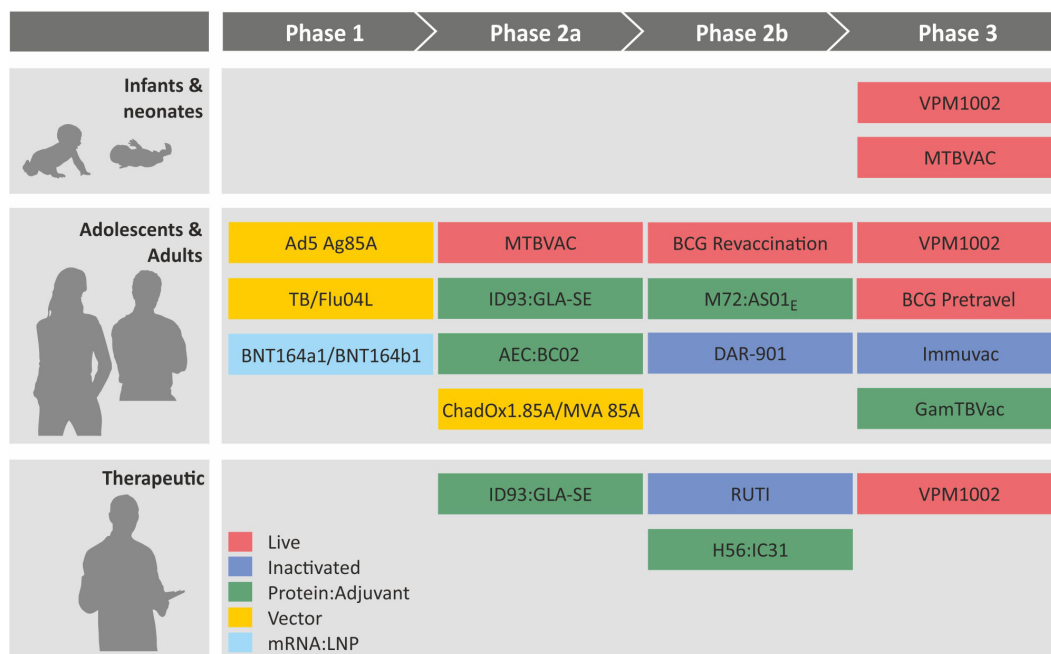 Phase 1
Phase 2a
Phase 2b
Phase 3
Infants &
neonates
VPM1002
MTBVAC
Adolescents &
Adults
Ad5 Ag85A
MTBVAC
BCG Revaccination
VPM1002
TB/Flu04L
ID93:GLA-SE
M72:AS01E
BCG Pretravel
BNT164a1/BNT164b1
AEC:BC02
DAR-901
Immuvac
ChadOx1.85A/MVA 85A
GamTBVac
Therapeutic
ID93:GLA-SE
RUTI
VPM1002
H56:IC31
Live
Inactivated
Protein:Adjuvant
Vector
mRNA:LNP